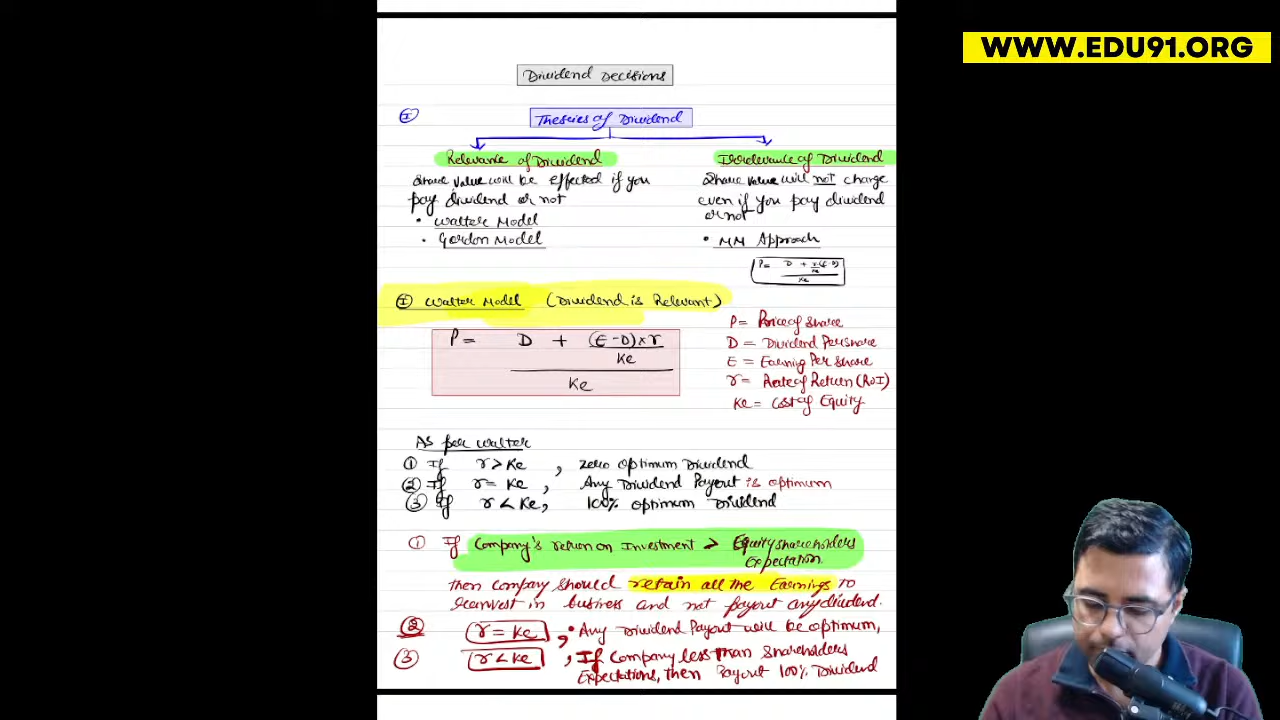 WWW.EDU91.ORG
Dividend Decisions
I
Theories of Dividend
Relevance of Dividend
Share value will be effected if you
pay dividend or not
• Walter Model
• Gordon Model
Irrelevance of Dividend
Share value will not change
even if you pay dividend
or not
• MM Approach
P= D + r/Ke (E-D)
Ke
① Walter Model (Dividend is Relevant)
P= D + (E-D)×r
Ke
Ke
P= Price of share
D = Dividend Per share
E = Earning Per share
r = Rate of Return (ROI)
Ke = Cost of Equity
As per walter
① If r > Ke , zero optimum Dividend
② If r = Ke , Any Dividend Payout is optimum
③ If r < Ke, 100% optimum Dividend
① If Company's return on Investment > Equity shareholders
Expectation.
Then Company should retain all the Earnings to
reinvest in business and not payout any dividend.
② r = Ke , • Any Dividend Payout will be optimum,
③ r < Ke , If Company less than shareholders
Expectations, then Payout 100% Dividend